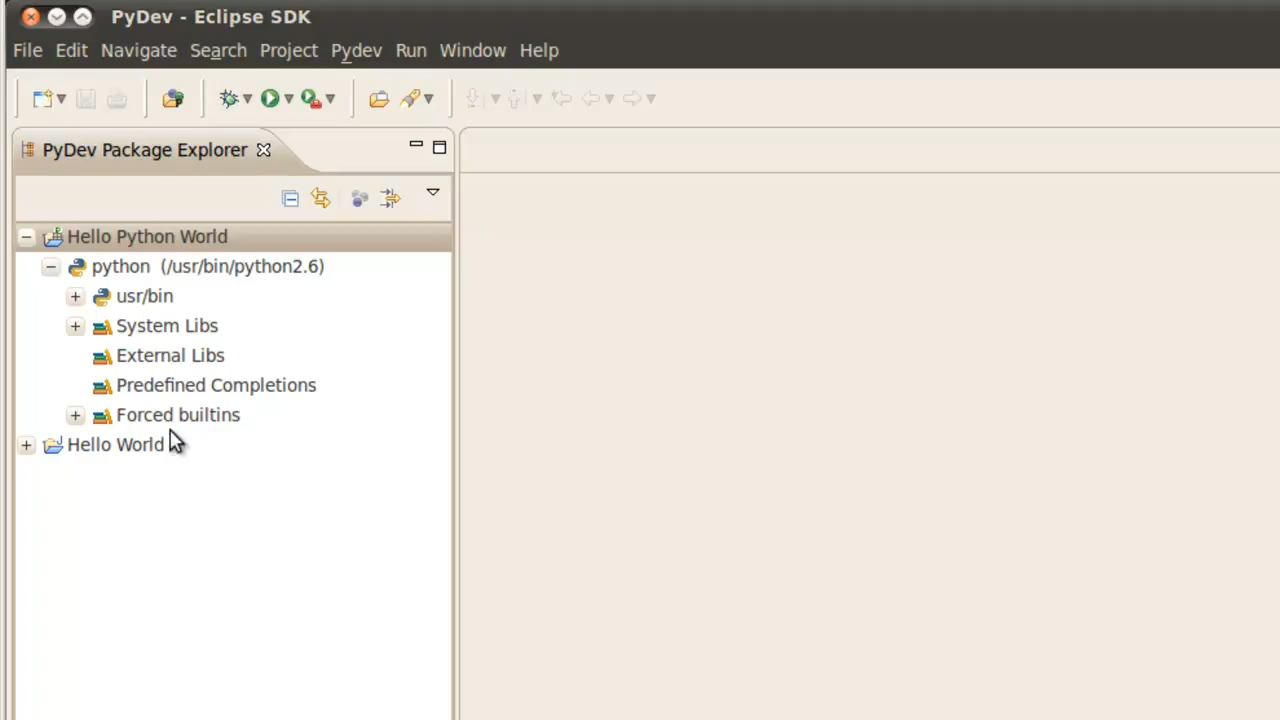 PyDev - Eclipse SDK
File Edit Navigate Search Project Pydev Run Window Help
PyDev Package Explorer
Hello Python World
python (/usr/bin/python2.6)
usr/bin
System Libs
External Libs
Predefined Completions
Forced builtins
Hello World